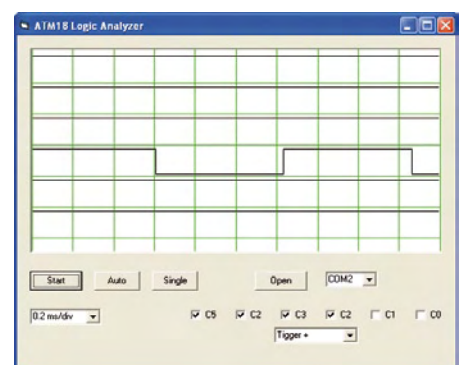 ATM18 Logic Analyzer
Start Auto Single Open COM2
0.2 ms/div C5 C2 C3 C2 C1 C0
Tigger +